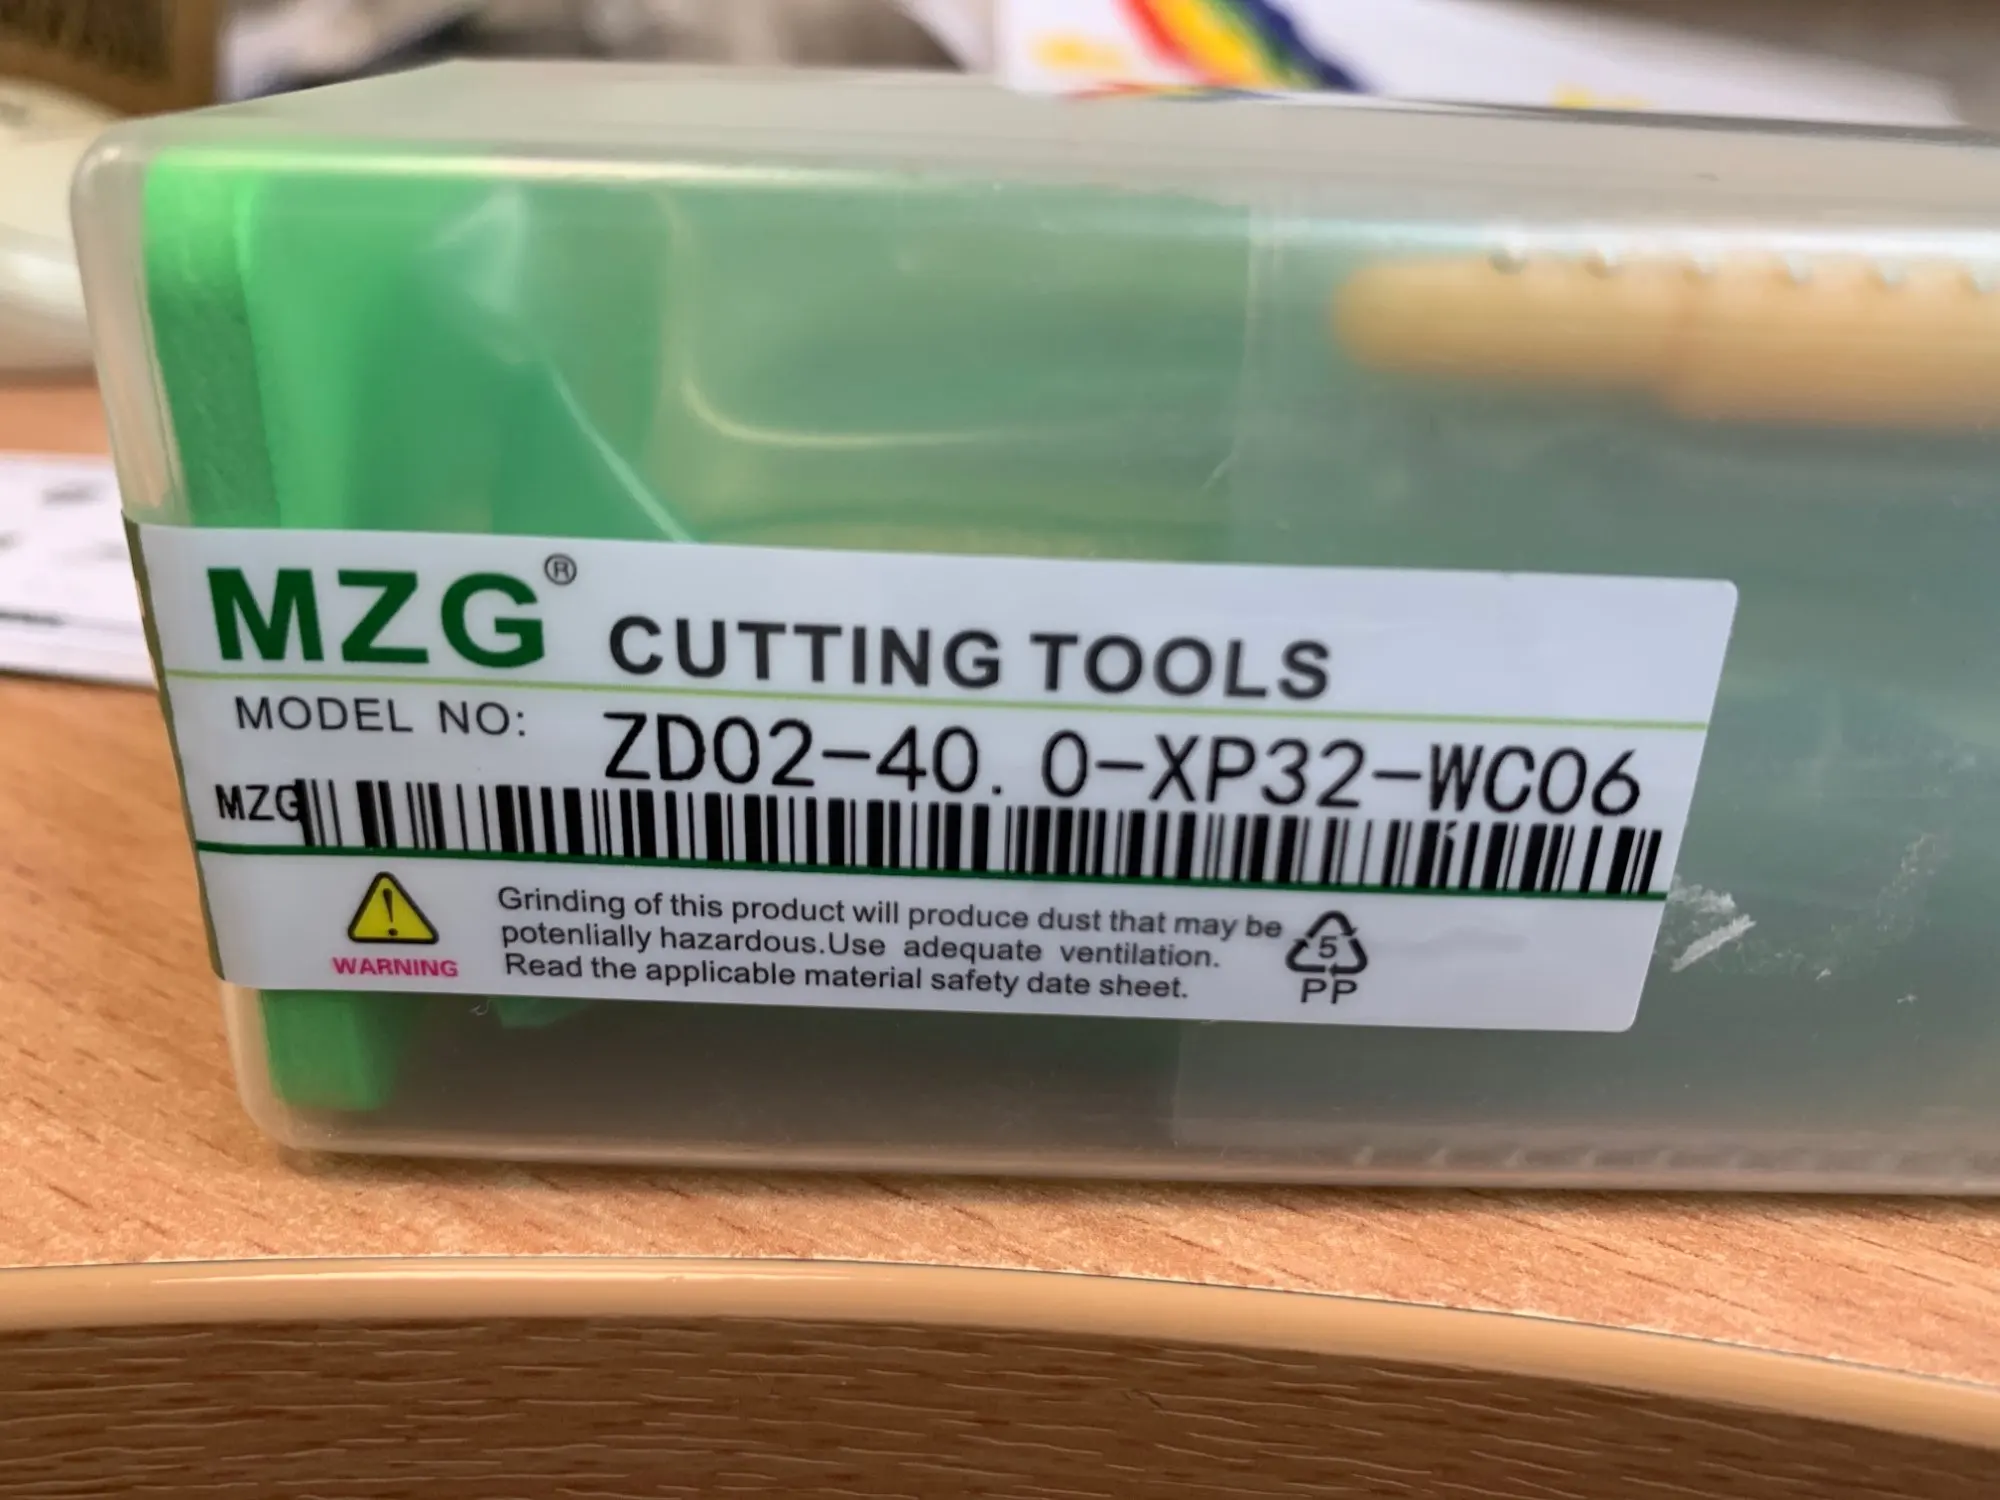 MZG® CUTTING TOOLS
MODEL NO: ZD02-40.0-XP32-WC06
MZG
WARNING
Grinding of this product will produce dust that may be
potenlially hazardous.Use adequate ventilation.
Read the applicable material safety date sheet.
5
PP